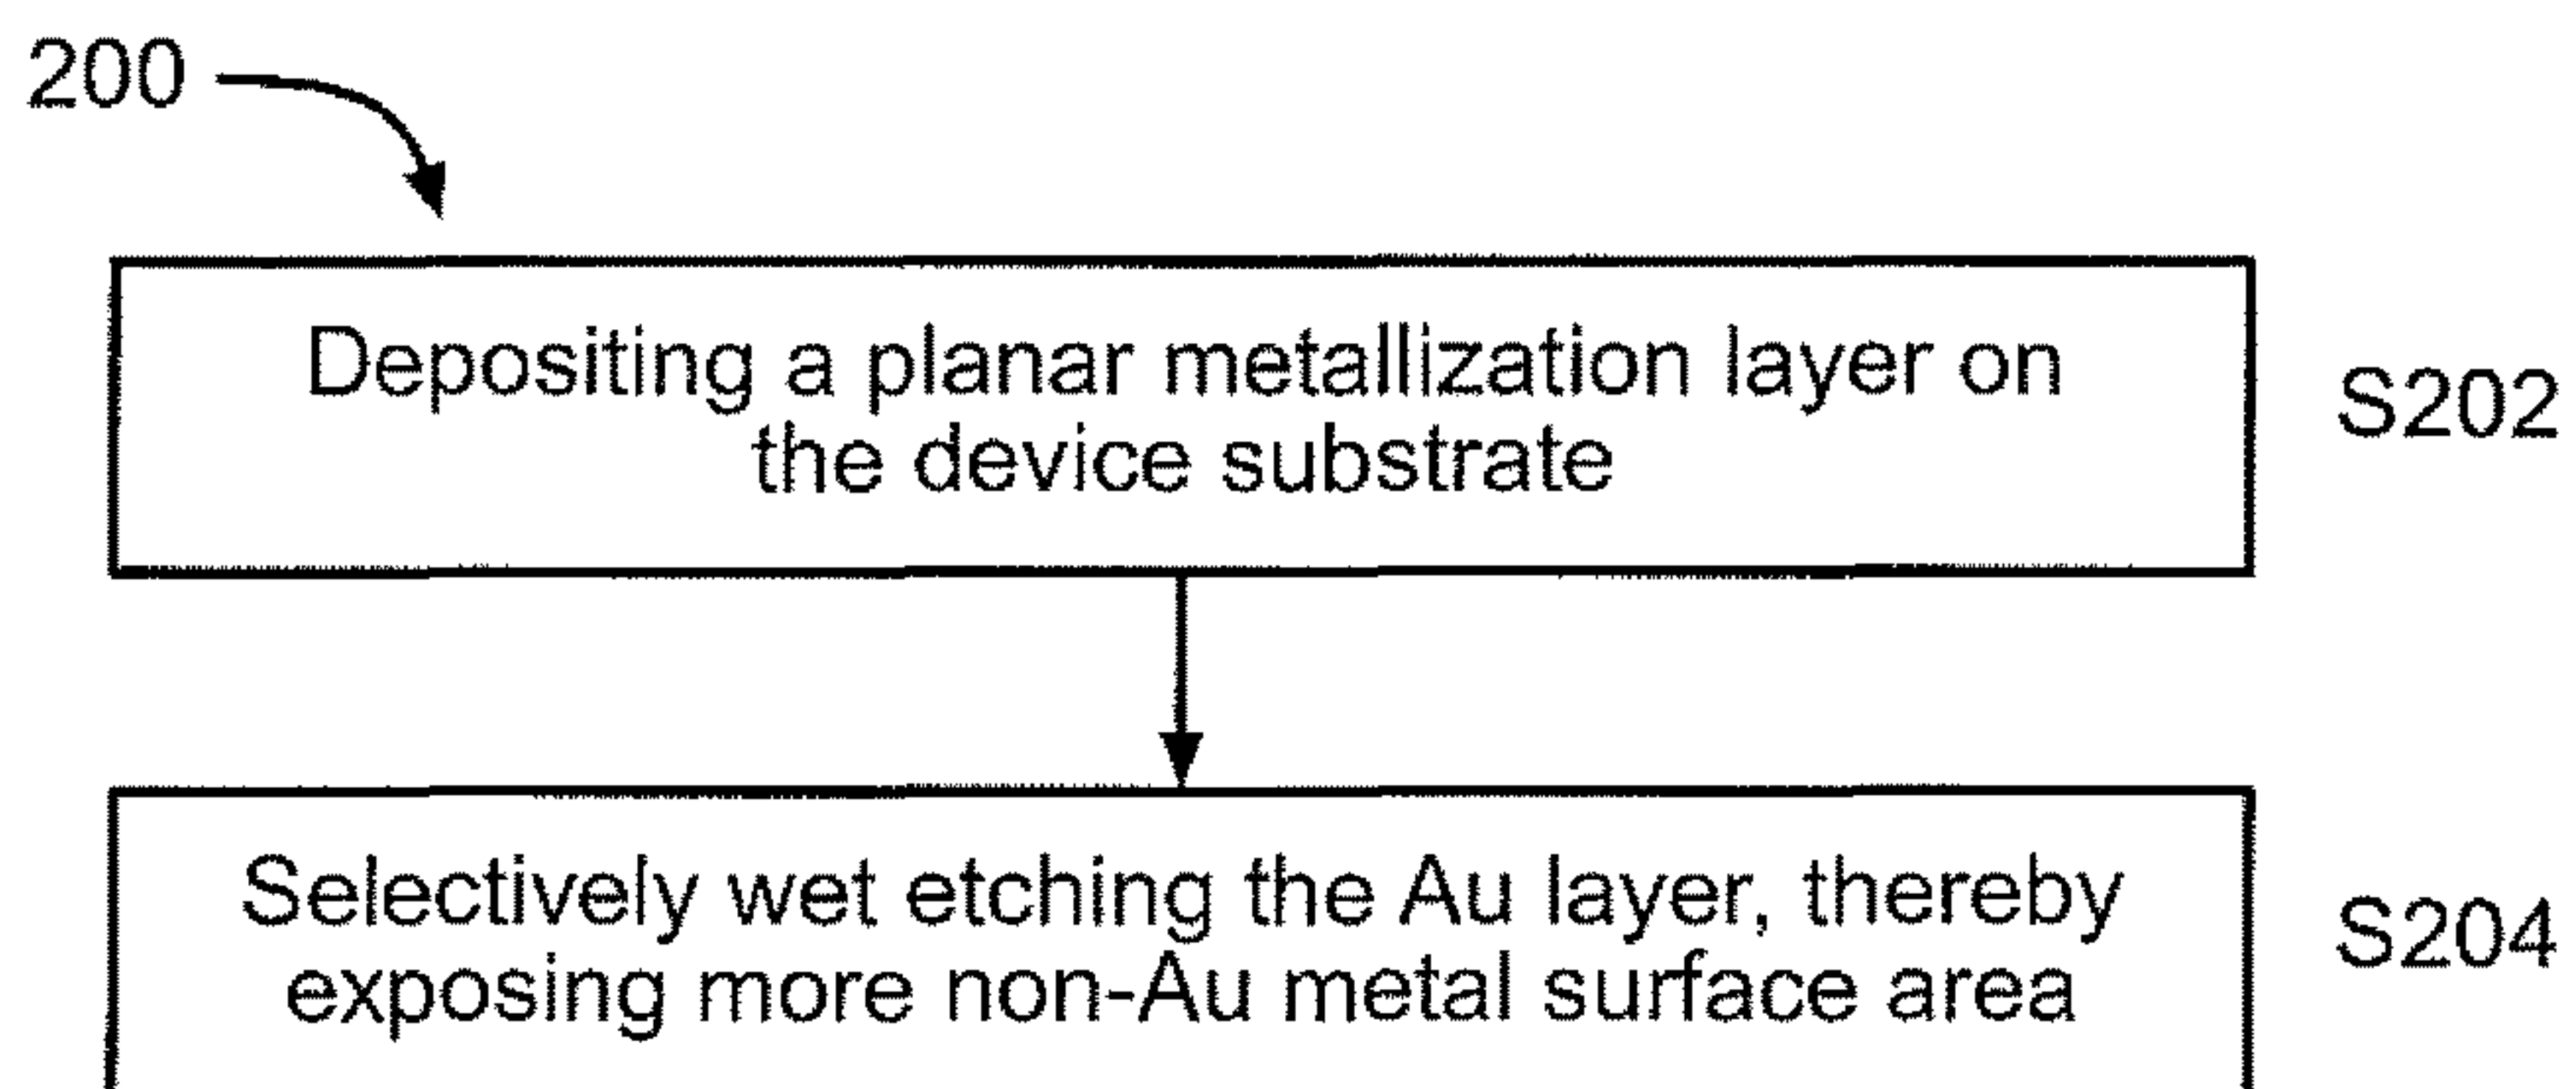 200
Depositing a planar metallization layer on
the device substrate
S202
Selectively wet etching the Au layer, thereby
exposing more non-Au metal surface area
S204